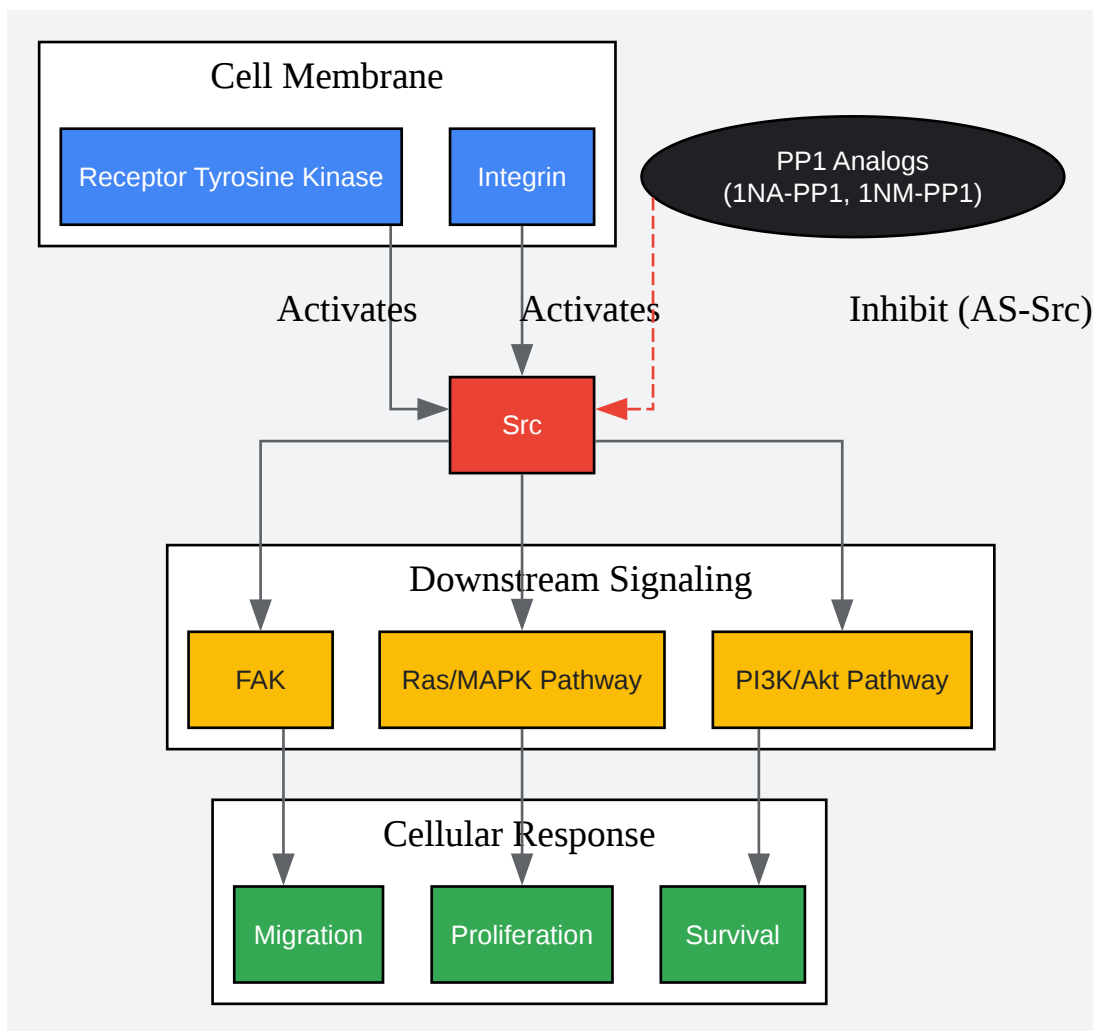 Cell Membrane
Receptor Tyrosine Kinase
Integrin
PP1 Analogs
(1NA-PP1, 1NM-PP1)
Activates
Activates
Inhibit (AS-Src)
Src
Downstream Signaling
FAK
Ras/MAPK Pathway
PI3K/Akt Pathway
Cellular Response
Migration
Proliferation
Survival